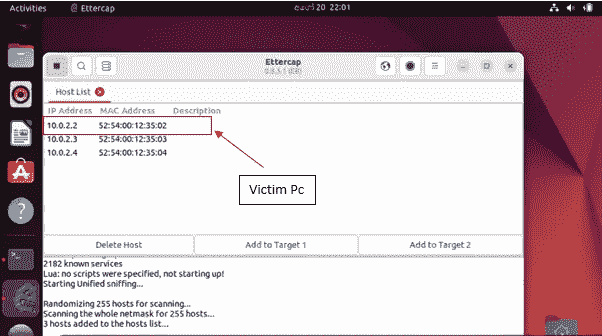 Activities
Ettercap
අගෝ 20 22:01
Ettercap
Host List
IP Address MAC Address Description
10.0.2.2 52:54:00:12:35:02
10.0.2.3 52:54:00:12:35:03
10.0.2.4 52:54:00:12:35:04
Victim Pc
Delete Host
Add to Target 1
Add to Target 2
2182 known services
Lua: no scripts were specified, not starting up!
Starting Unified sniffing...
Randomizing 255 hosts for scanning...
Scanning the whole netmask for 255 hosts...
3 hosts added to the hosts list...